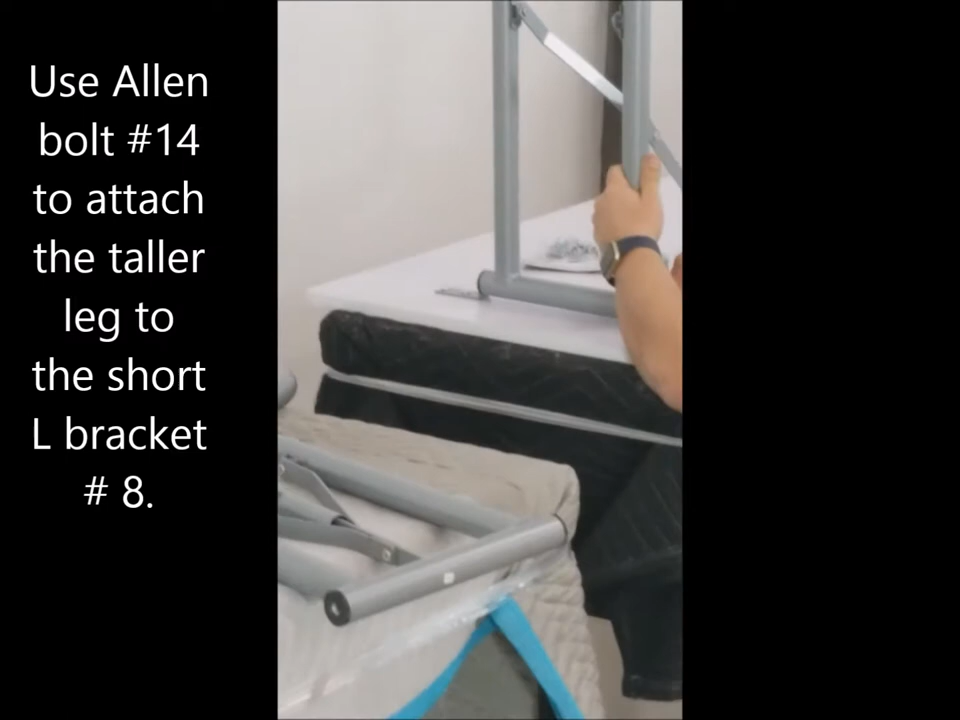 Use Allen
bolt #14
to attach
the taller
leg to
the short
L bracket
# 8.